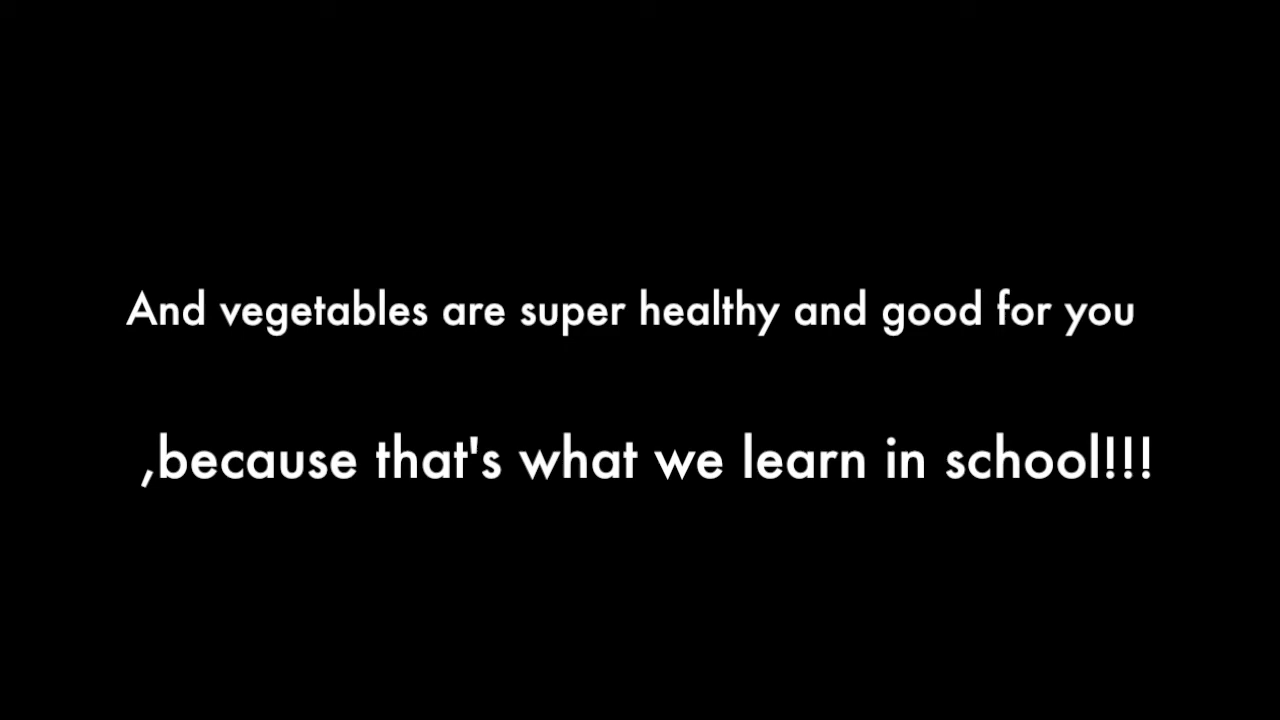 And vegetables are super healthy and good for you
,because that's what we learn in school!!!